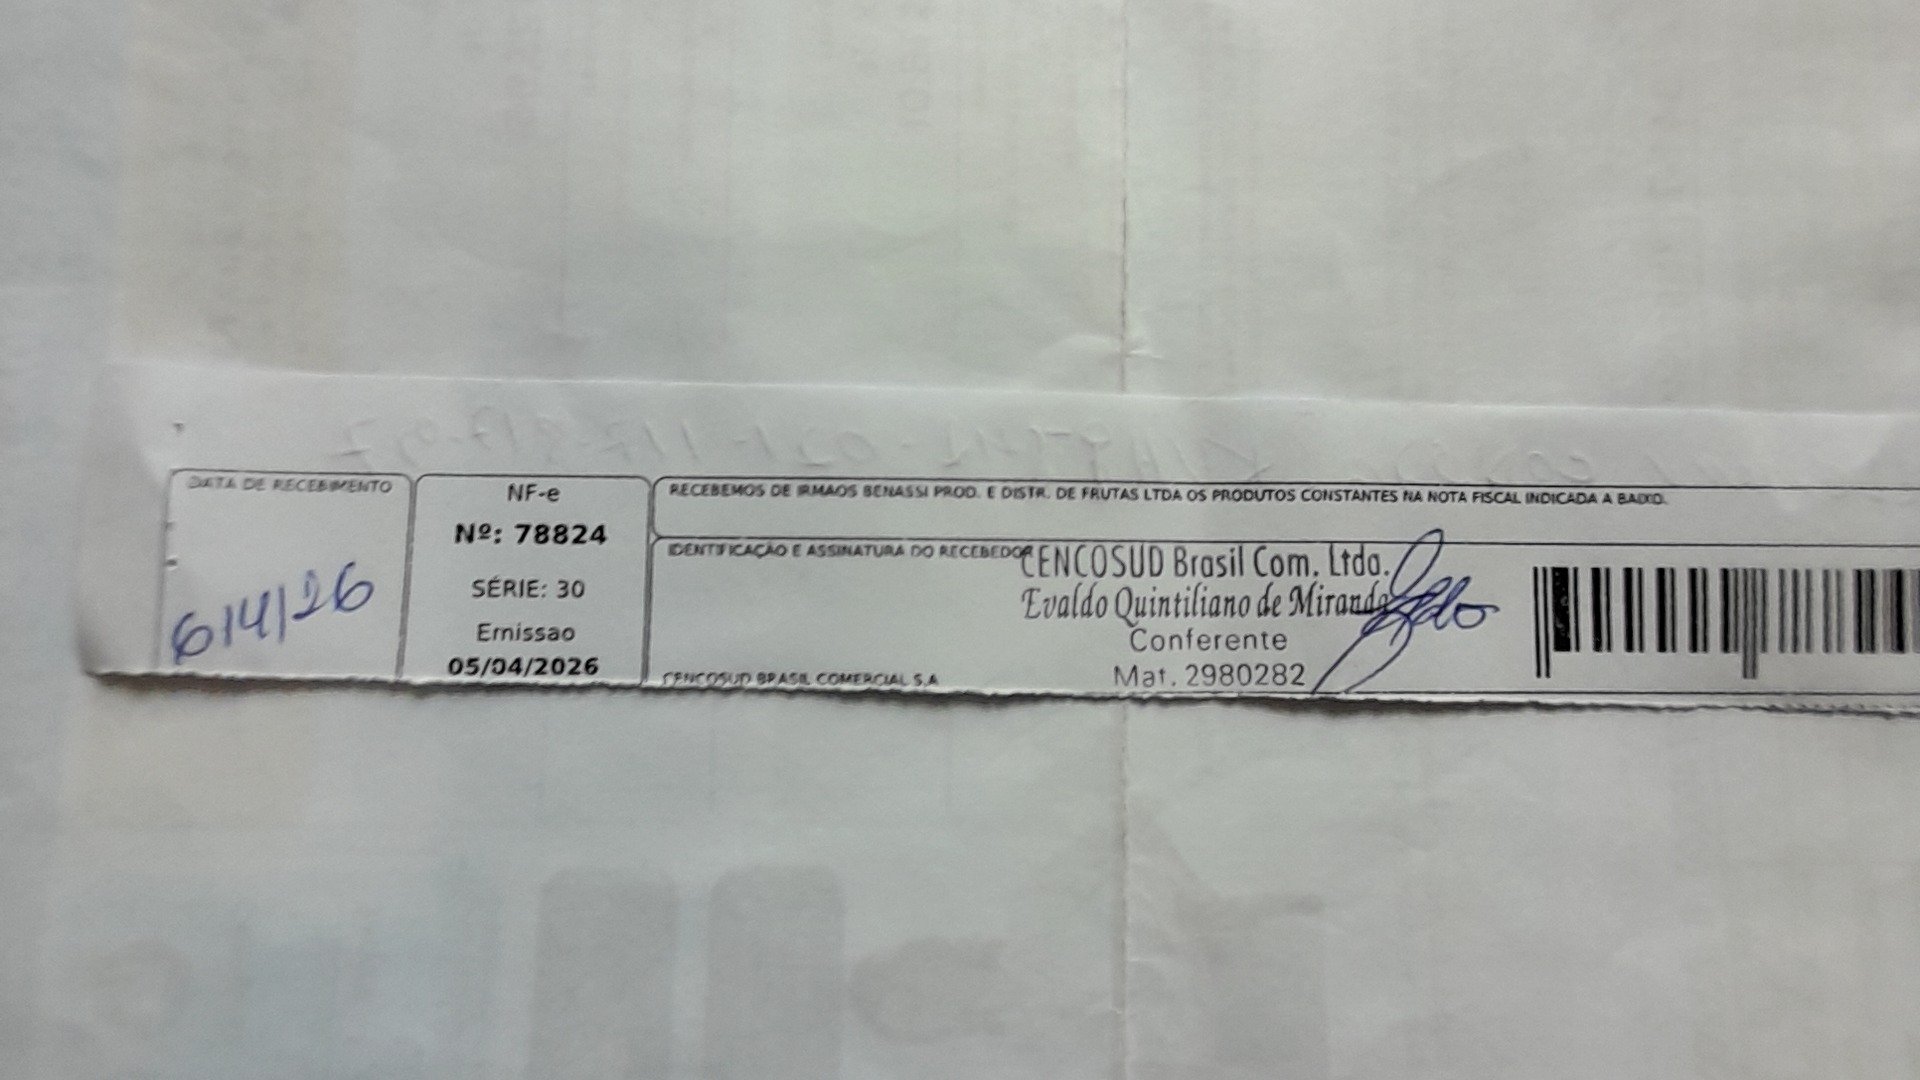 DATA DE RECEBIMENTO
6/4/26
NF-e
Nº: 78824
SÉRIE: 30
Emissao
05/04/2026
RECEBEMOS DE IRMAOS BENASSI PROD. E DISTR. DE FRUTAS LTDA OS PRODUTOS CONSTANTES NA NOTA FISCAL INDICADA A BAIXO.
IDENTIFICAÇÃO E ASSINATURA DO RECEBEDOR
CENCOSUD Brasil Com. Ltda.
Evaldo Quintiliano de Miranda
Conferente
Mat. 2980282
CENCOSUD BRASIL COMERCIAL S.A